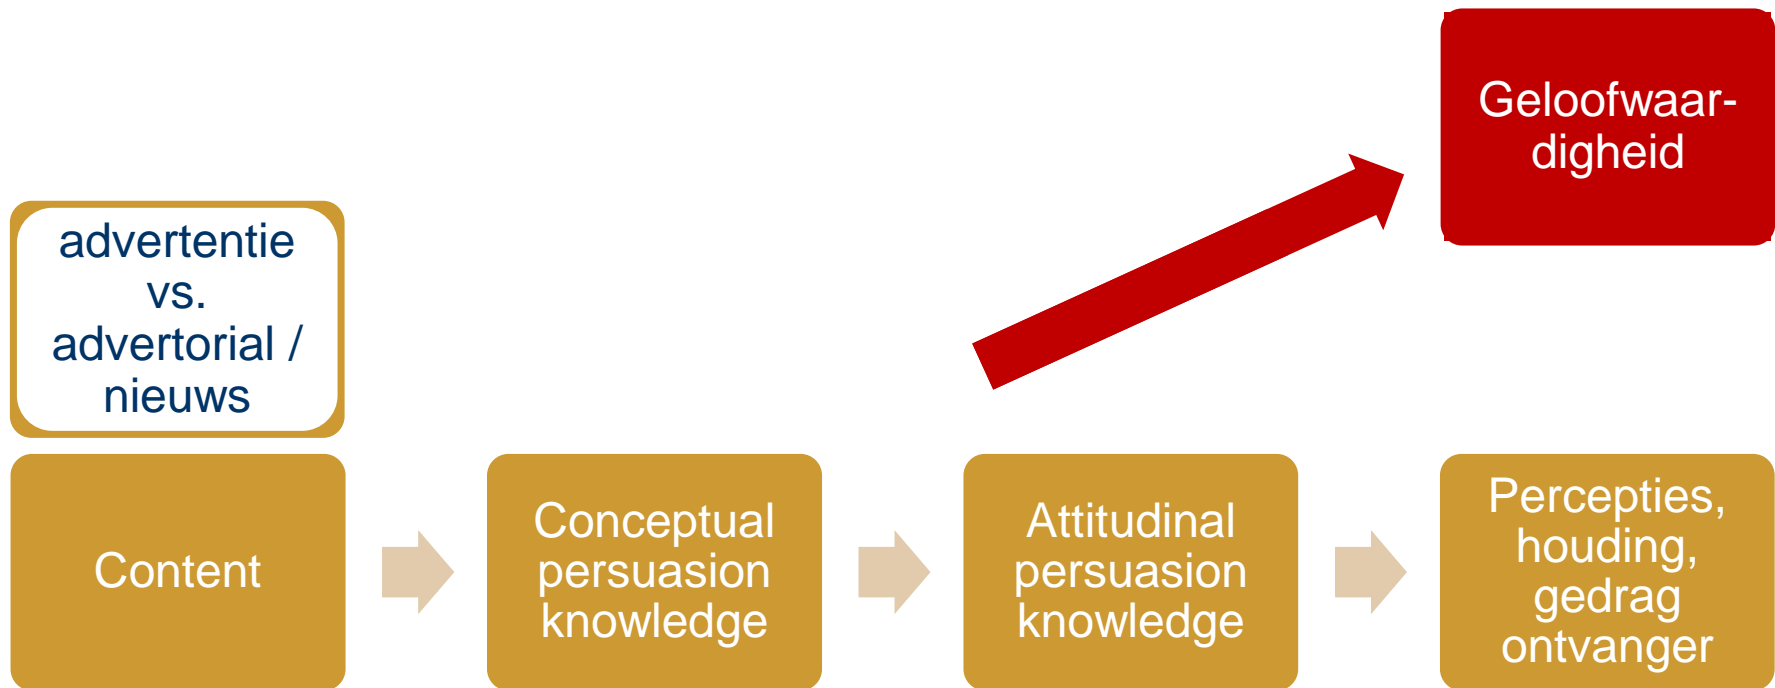 Geloofwaar-
digheid
advertentie
vs.
advertorial /
nieuws
Content
Conceptual
persuasion
knowledge
Attitudinal
persuasion
knowledge
Percepties,
houding,
gedrag
ontvanger